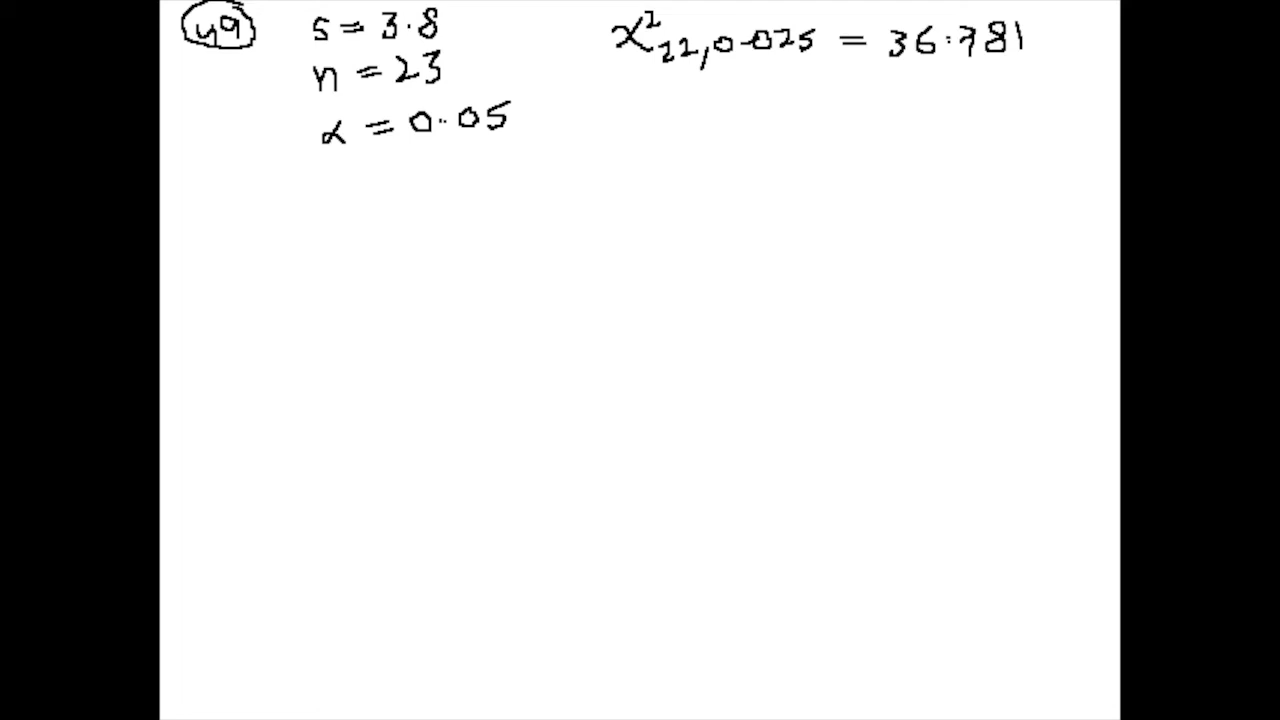 49
s = 3.8
n = 23
α = 0.05
χ²₂₂,₀.₀₂₅ = 36.781